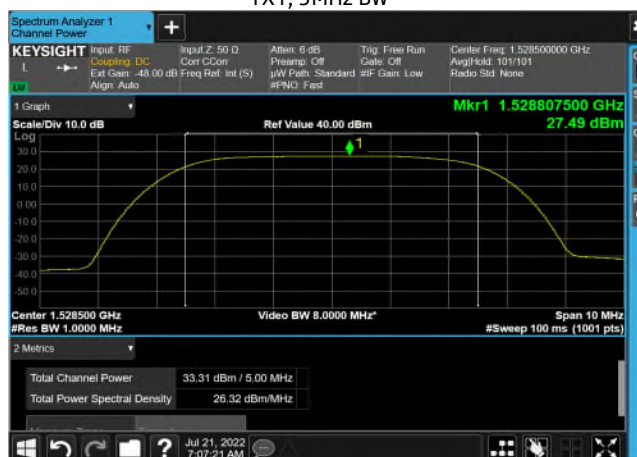 TX1, 5MHz BW
Spectrum Analyzer 1
Channel Power
KEYSIGHT
L
LXI
Input: RF
Coupling: DC
Ext Gain: -48.00 dB
Align: Auto
Input Z: 50 Ω
Corr CCorr
Freq Ref: Int (S)
Atten: 6 dB
Preamp: Off
µW Path: Standard
#PNO: Fast
Trig: Free Run
Gate: Off
#IF Gain: Low
Center Freq: 1.528500000 GHz
Avg|Hold: 101/101
Radio Std: None
1 Graph
Mkr1 1.528807500 GHz
27.49 dBm
Scale/Div 10.0 dB
Ref Value 40.00 dBm
Log
1
30.0
20.0
10.0
0.00
-10.0
-20.0
-30.0
-40.0
-50.0
Center 1.528500 GHz
Video BW 8.0000 MHz*
Span 10 MHz
#Res BW 1.0000 MHz
#Sweep 100 ms (1001 pts)
2 Metrics
Total Channel Power 33.31 dBm / 5.00 MHz
Total Power Spectral Density 26.32 dBm/MHz
?
Jul 21, 2022
7:07:21 AM